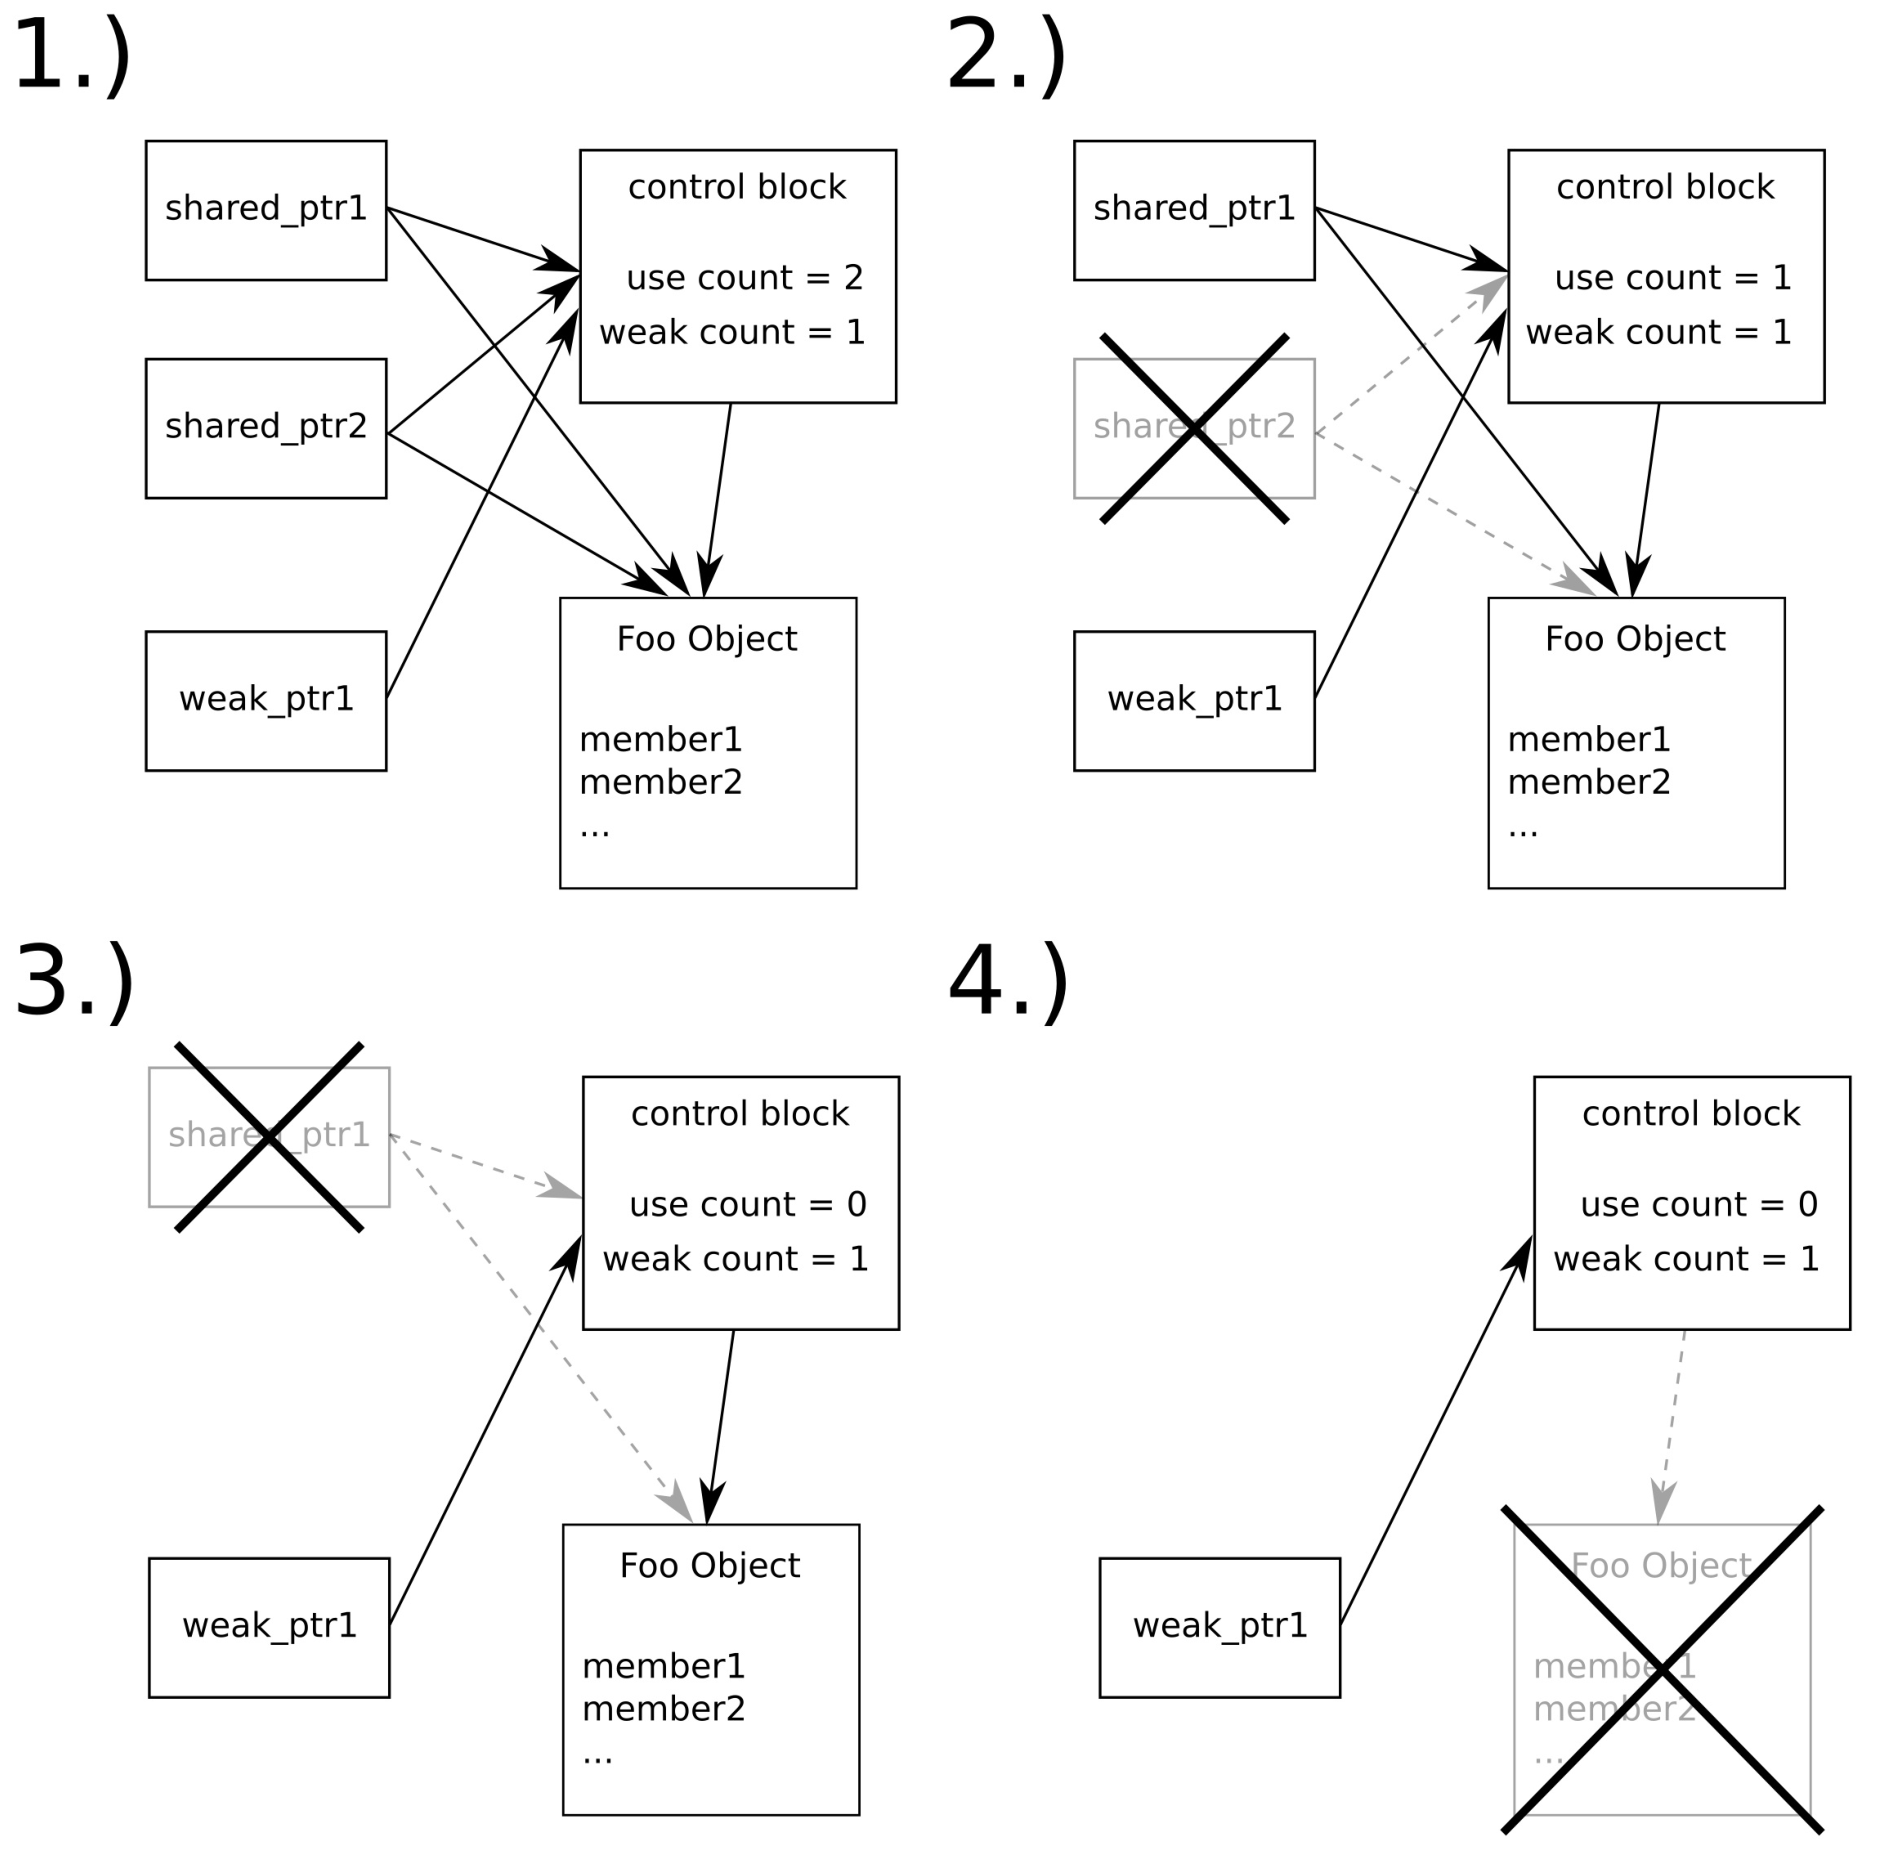 1.)
shared_ptr1
shared_ptr2
weak_ptr1
control block
use count = 2
weak count = 1
Foo Object
member1
member2
...
2.)
shared_ptr1
shared_ptr2
weak_ptr1
control block
use count = 1
weak count = 1
Foo Object
member1
member2
...
3.)
shared_ptr1
weak_ptr1
control block
use count = 0
weak count = 1
Foo Object
member1
member2
...
4.)
weak_ptr1
control block
use count = 0
weak count = 1
Foo Object
member1
member2
...